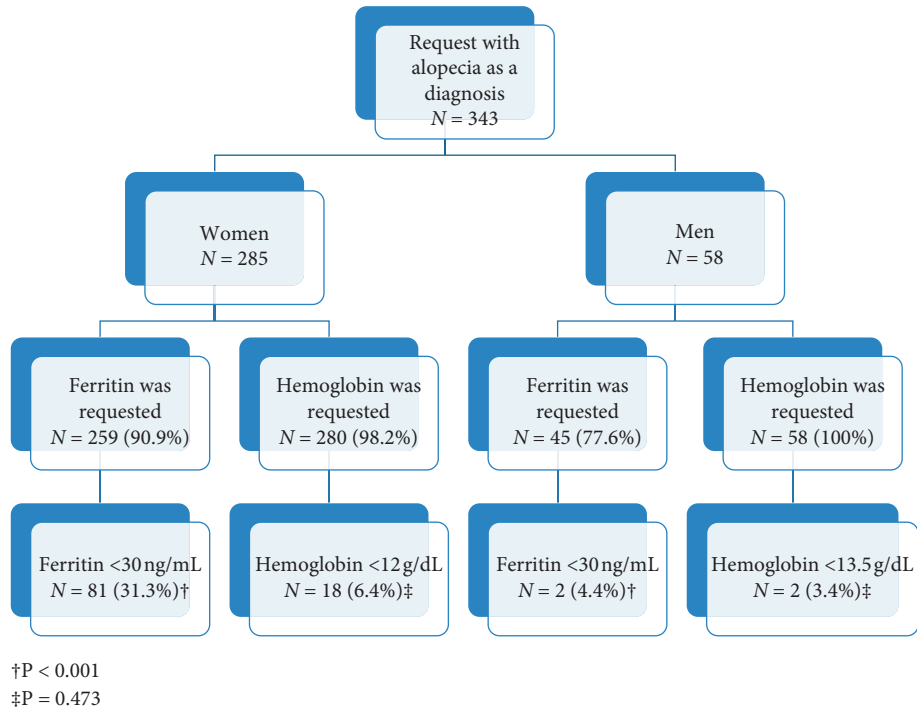 Request with
alopecia as a
diagnosis
N = 343
Women
N = 285
Men
N = 58
Ferritin was
requested
N = 259 (90.9%)
Hemoglobin was
requested
N = 280 (98.2%)
Ferritin was
requested
N = 45 (77.6%)
Hemoglobin was
requested
N = 58 (100%)
Ferritin <30 ng/mL
N = 81 (31.3%)†
Hemoglobin <12 g/dL
N = 18 (6.4%)‡
Ferritin <30 ng/mL
N = 2 (4.4%)†
Hemoglobin <13.5 g/dL
N = 2 (3.4%)‡
†P < 0.001
‡P = 0.473